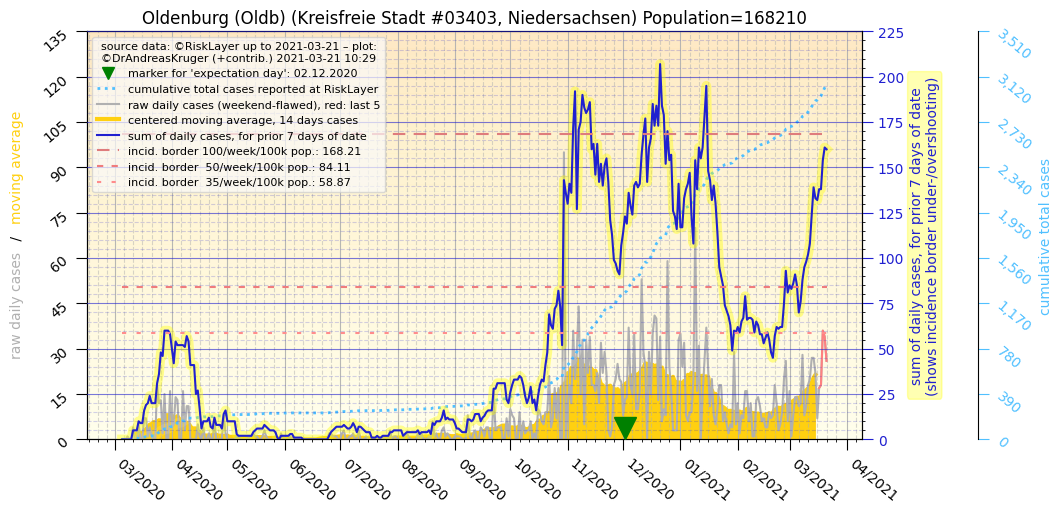 Oldenburg (Oldb) (Kreisfreie Stadt #03403, Niedersachsen) Population=168210
source data: ©RiskLayer up to 2021-03-21 – plot:
©DrAndreasKruger (+contrib.) 2021-03-21 10:29
marker for 'expectation day': 02.12.2020
cumulative total cases reported at RiskLayer
raw daily cases (weekend-flawed), red: last 5
centered moving average, 14 days cases
sum of daily cases, for prior 7 days of date
incid. border 100/week/100k pop.: 168.21
incid. border  50/week/100k pop.: 84.11
incid. border  35/week/100k pop.: 58.87
raw daily cases / moving average
135
120
105
90
75
60
45
30
15
0
225
200
175
150
125
100
75
50
25
0
sum of daily cases, for prior 7 days of date
(shows incidence border under-/overshooting)
3,510
3,120
2,730
2,340
1,950
1,560
1,170
780
390
0
cumulative total cases
03/2020
04/2020
05/2020
06/2020
07/2020
08/2020
09/2020
10/2020
11/2020
12/2020
01/2021
02/2021
03/2021
04/2021